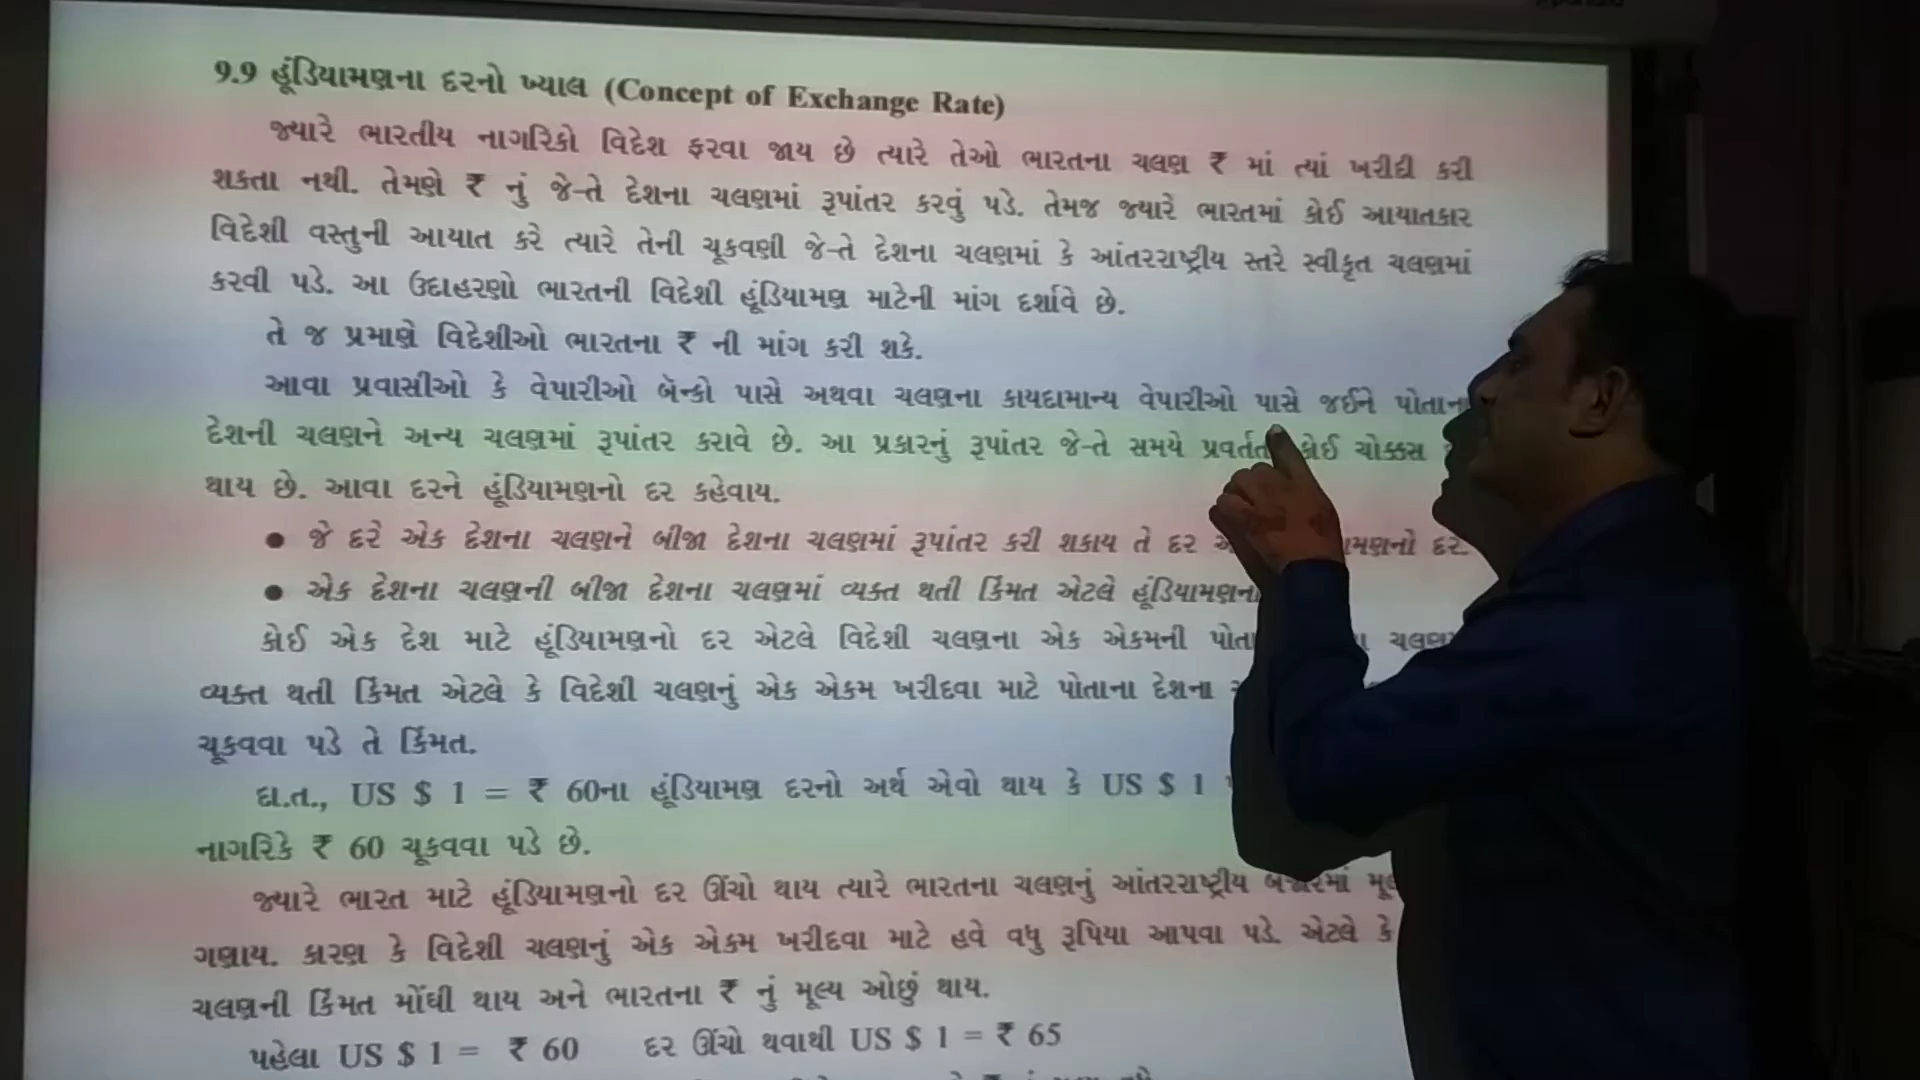 9.9 હૂંડિયામણના દરનો ખ્યાલ (Concept of Exchange Rate)
જ્યારે ભારતીય નાગરિકો વિદેશ ફરવા જાય છે ત્યારે તેઓ ભારતના ચલણ ₹ માં ત્યાં ખરીદી કરી
શકતા નથી. તેમણે ₹ નું જે-તે દેશના ચલણમાં રૂપાંતર કરવું પડે. તેમજ જ્યારે ભારતમાં કોઈ આયાતકાર
વિદેશી વસ્તુની આયાત કરે ત્યારે તેની ચૂકવણી જે-તે દેશના ચલણમાં કે આંતરરાષ્ટ્રીય સ્તરે સ્વીકૃત ચલણમાં
કરવી પડે. આ ઉદાહરણો ભારતની વિદેશી હૂંડિયામણ માટેની માંગ દર્શાવે છે.
તે જ પ્રમાણે વિદેશીઓ ભારતના ₹ ની માંગ કરી શકે.
આવા પ્રવાસીઓ કે વેપારીઓ બૅન્કો પાસે અથવા ચલણના કાયદામાન્ય વેપારીઓ પાસે જઈને
દેશની ચલણને અન્ય ચલણમાં રૂપાંતર કરાવે છે. આ પ્રકારનું રૂપાંતર જે-તે સમયે કોઈ ચોક્કસ
થાય છે. આવા દરને હૂંડિયામણનો દર કહેવાય.
● જે દરે એક દેશના ચલણને બીજા દેશના ચલણમાં રૂપાંતર કરી શકાય તે દર દર.
● એક દેશના ચલણની બીજા દેશના ચલણમાં વ્યક્ત થતી કિંમત એટલે
કોઈ એક દેશ માટે હૂંડિયામણનો દર એટલે વિદેશી ચલણના એક એકમની
વ્યક્ત થતી કિંમત એટલે કે વિદેશી ચલણનું એક એકમ ખરીદવા માટે પોતાના દેશના
ચૂકવવા પડે તે કિંમત.
દા.ત., US $ 1 = ₹ 60ના હૂંડિયામણ દરનો અર્થ એવો થાય કે US $ 1
નાગરિકે ₹ 60 ચૂકવવા પડે છે.
જ્યારે ભારત માટે હૂંડિયામણનો દર ઊંચો થાય ત્યારે ભારતના ચલણનું આંતરરાષ્ટ્રીય બજારમાં
ગણાય. કારણ કે વિદેશી ચલણનું એક એકમ ખરીદવા માટે હવે વધુ રૂપિયા આપવા પડે. એટલે કે
ચલણની કિંમત મોંઘી થાય અને ભારતના ₹ નું મૂલ્ય ઓછું થાય.
પહેલા US $ 1 = ₹ 60 દર ઊંચો થવાથી US $ 1 = ₹ 65